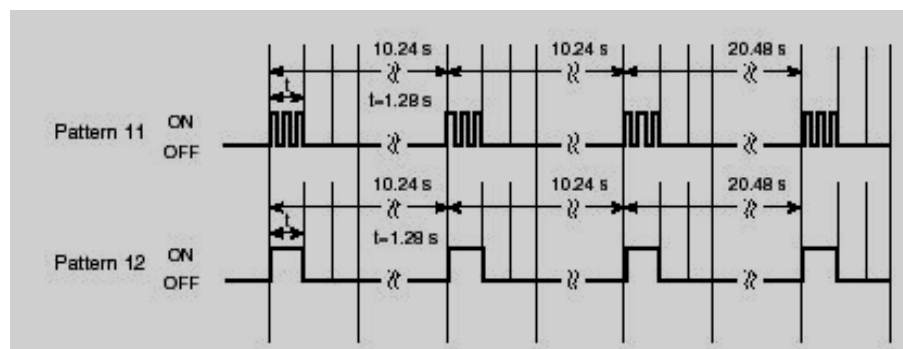 10.24 s 10.24 s 20.48 s
t
t=1.28 s
Pattern 11 ON
OFF
10.24 s 10.24 s 20.48 s
t
t=1.28 s
Pattern 12 ON
OFF